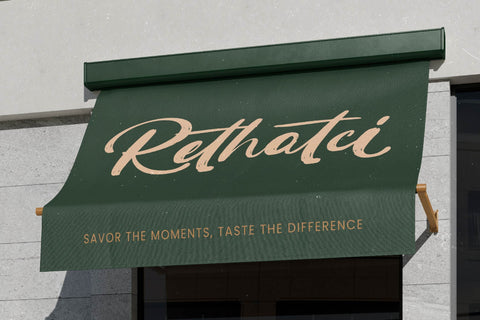 Rethatci
SAVOR THE MOMENTS, TASTE THE DIFFERENCE